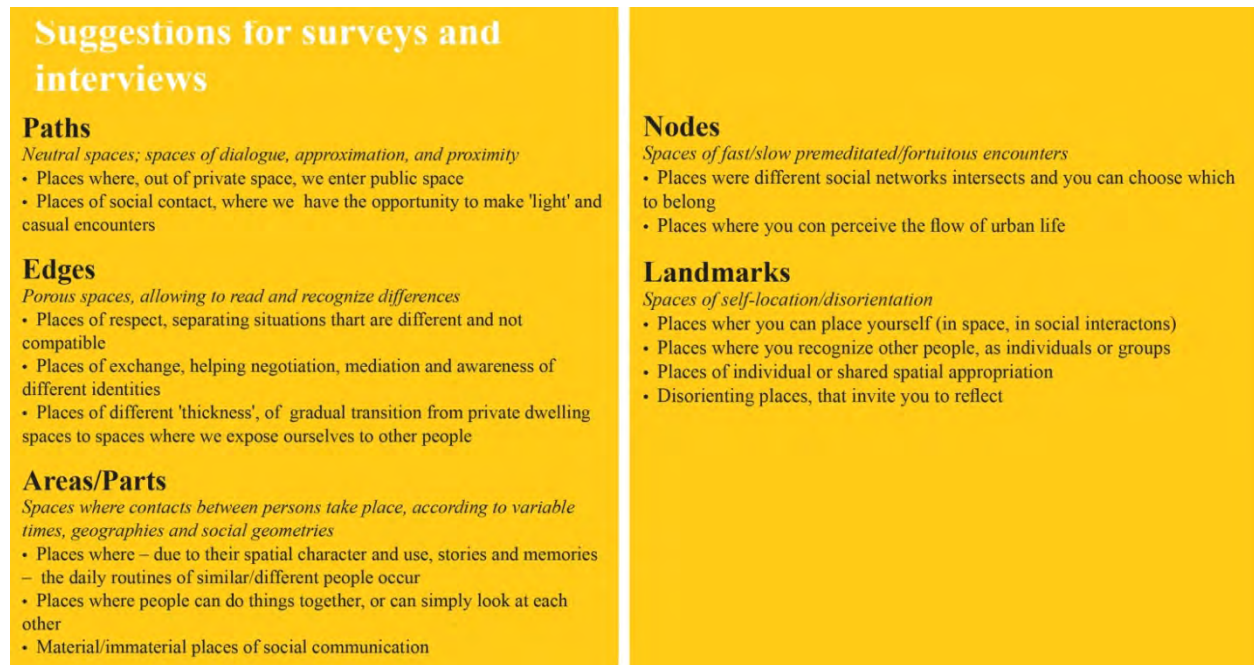 Suggestions for surveys and
interviews
Paths
Neutral spaces; spaces of dialogue, approximation, and proximity
• Places where, out of private space, we enter public space
• Places of social contact, where we have the opportunity to make 'light' and
casual encounters
Edges
Porous spaces, allowing to read and recognize differences
• Places of respect, separating situations thart are different and not
compatible
• Places of exchange, helping negotiation, mediation and awareness of
different identities
• Places of different 'thickness', of gradual transition from private dwelling
spaces to spaces where we expose ourselves to other people
Areas/Parts
Spaces where contacts between persons take place, according to variable
times, geographies and social geometries
• Places where – due to their spatial character and use, stories and memories
– the daily routines of similar/different people occur
• Places where people can do things together, or can simply look at each
other
• Material/immaterial places of social communication
Nodes
Spaces of fast/slow premeditated/fortuitous encounters
• Places were different social networks intersects and you can choose which
to belong
• Places where you con perceive the flow of urban life
Landmarks
Spaces of self-location/disorientation
• Places wher you can place yourself (in space, in social interactons)
• Places where you recognize other people, as individuals or groups
• Places of individual or shared spatial appropriation
• Disorienting places, that invite you to reflect